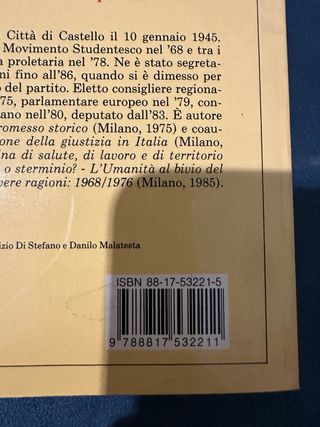 Città di Castello il 10 gennaio 1945.
Movimento Studentesco nel '68 e tra i
a proletaria nel '78. Ne è stato segreta-
ni fino all'86, quando si è dimesso per
o del partito. Eletto consigliere regiona-
75, parlamentare europeo nel '79, con-
ano nell'80, deputato dall'83. È autore
romesso storico (Milano, 1975) e coau-
one della giustizia in Italia (Milano,
ina di salute, di lavoro e di territorio
o sterminio? - L'Umanità al bivio del
vere ragioni: 1968/1976 (Milano, 1985).
izio Di Stefano e Danilo Malatesta
ISBN 88-17-53221-5
9 788817 532211